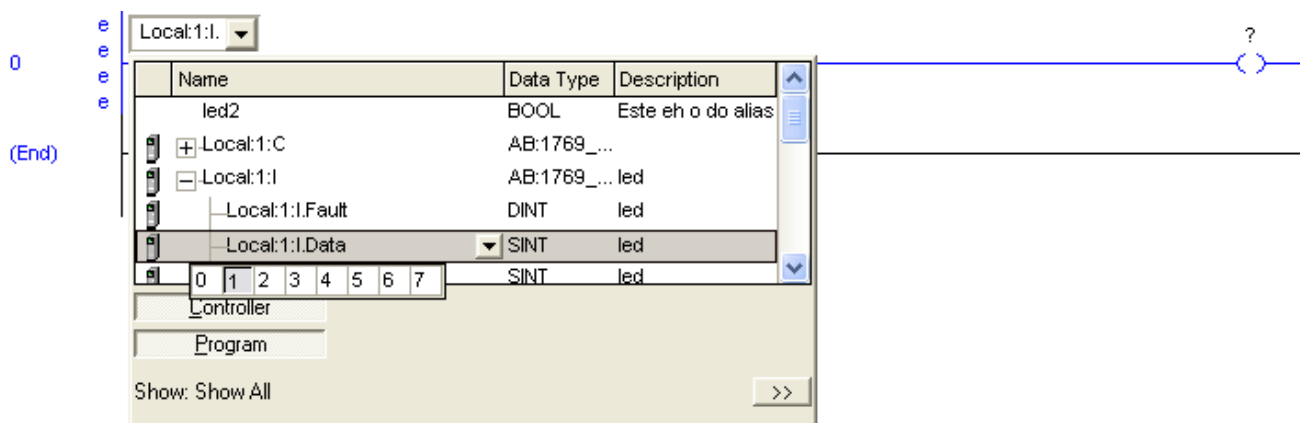 e
Local:1:I.
e
?
0
e
e
Name Data Type Description
led2 BOOL Este eh o do alias
(End)
Local:1:C AB:1769_...
Local:1:I AB:1769_... led
Local:1:I.Fault DINT led
Local:1:I.Data SINT led
SINT led
0 1 2 3 4 5 6 7
Controller
Program
Show: Show All >>